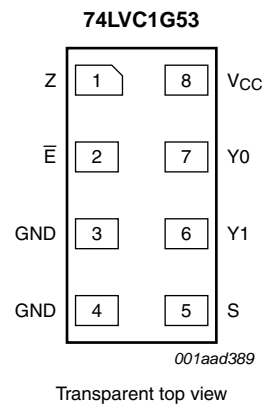 74LVC1G53
Z 1 8 VCC
E̅ 2 7 Y0
GND 3 6 Y1
GND 4 5 S
001aad389
Transparent top view